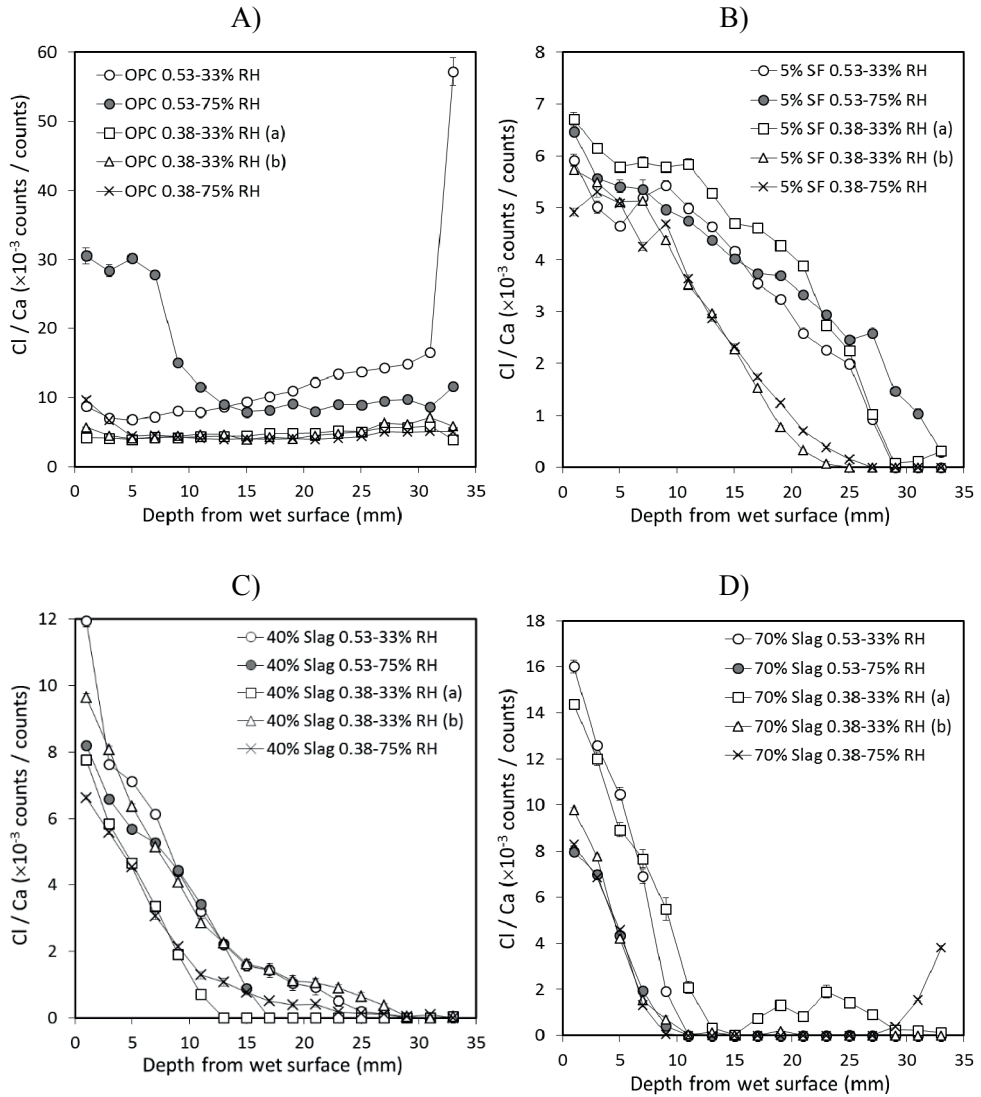 A)
60
50
40
30
20
10
0
Cl / Ca (×10⁻³ counts / counts)
OPC 0.53-33% RH
OPC 0.53-75% RH
OPC 0.38-33% RH (a)
OPC 0.38-33% RH (b)
OPC 0.38-75% RH
0 5 10 15 20 25 30 35
Depth from wet surface (mm)
B)
8
7
6
5
4
3
2
1
0
Cl / Ca (×10⁻³ counts / counts)
5% SF 0.53-33% RH
5% SF 0.53-75% RH
5% SF 0.38-33% RH (a)
5% SF 0.38-33% RH (b)
5% SF 0.38-75% RH
0 5 10 15 20 25 30 35
Depth from wet surface (mm)
C)
12
10
8
6
4
2
0
Cl / Ca (×10⁻³ counts / counts)
40% Slag 0.53-33% RH
40% Slag 0.53-75% RH
40% Slag 0.38-33% RH (a)
40% Slag 0.38-33% RH (b)
40% Slag 0.38-75% RH
0 5 10 15 20 25 30 35
Depth from wet surface (mm)
D)
18
16
14
12
10
8
6
4
2
0
Cl / Ca (×10⁻³ counts / counts)
70% Slag 0.53-33% RH
70% Slag 0.53-75% RH
70% Slag 0.38-33% RH (a)
70% Slag 0.38-33% RH (b)
70% Slag 0.38-75% RH
0 5 10 15 20 25 30 35
Depth from wet surface (mm)